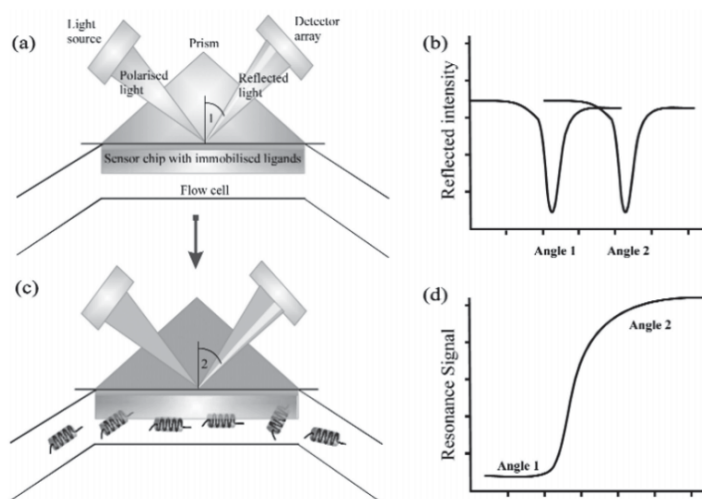 (a)
Light
source
Prism
Detector
array
Polarised
light
Reflected
light
1
Sensor chip with immobilised ligands
Flow cell
(b)
Reflected intensity
Angle 1
Angle 2
(c)
2
(d)
Resonance Signal
Angle 1
Angle 2